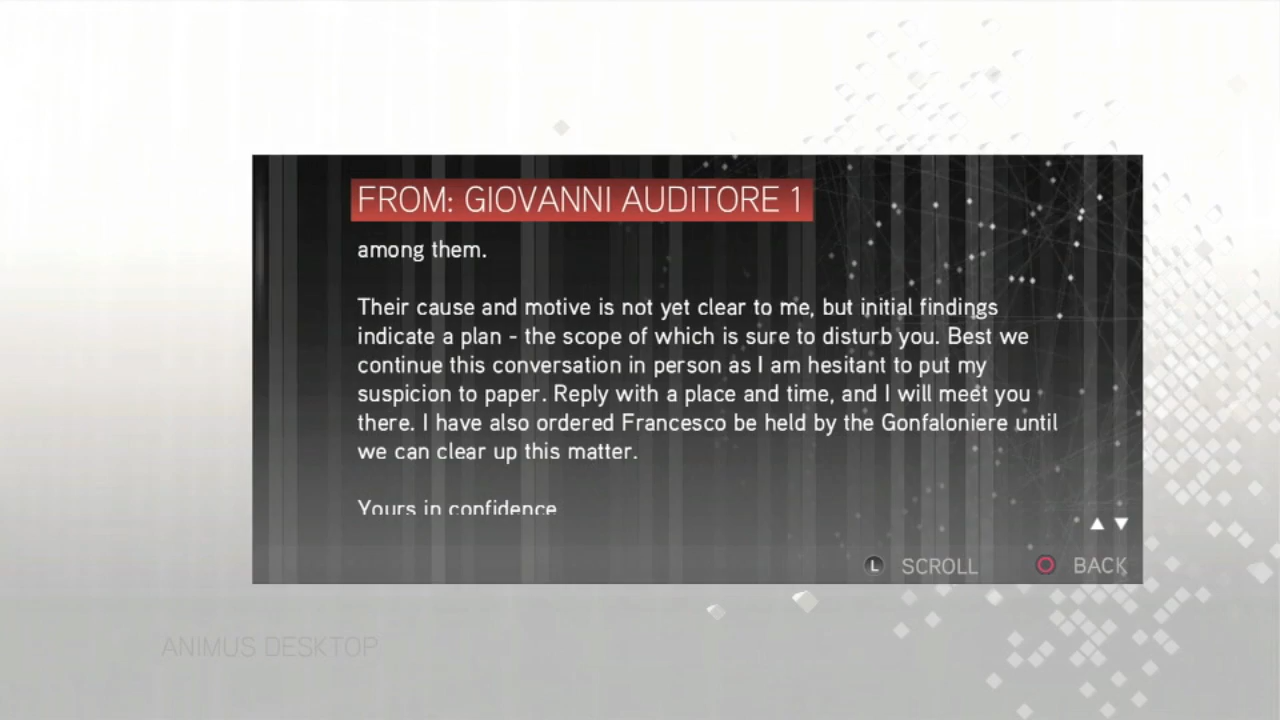 FROM: GIOVANNI AUDITORE 1
among them.
Their cause and motive is not yet clear to me, but initial findings
indicate a plan - the scope of which is sure to disturb you. Best we
continue this conversation in person as I am hesitant to put my
suspicion to paper. Reply with a place and time, and I will meet you
there. I have also ordered Francesco be held by the Gonfaloniere until
we can clear up this matter.
Yours in confidence
L SCROLL
BACK
ANIMUS DESKTOP